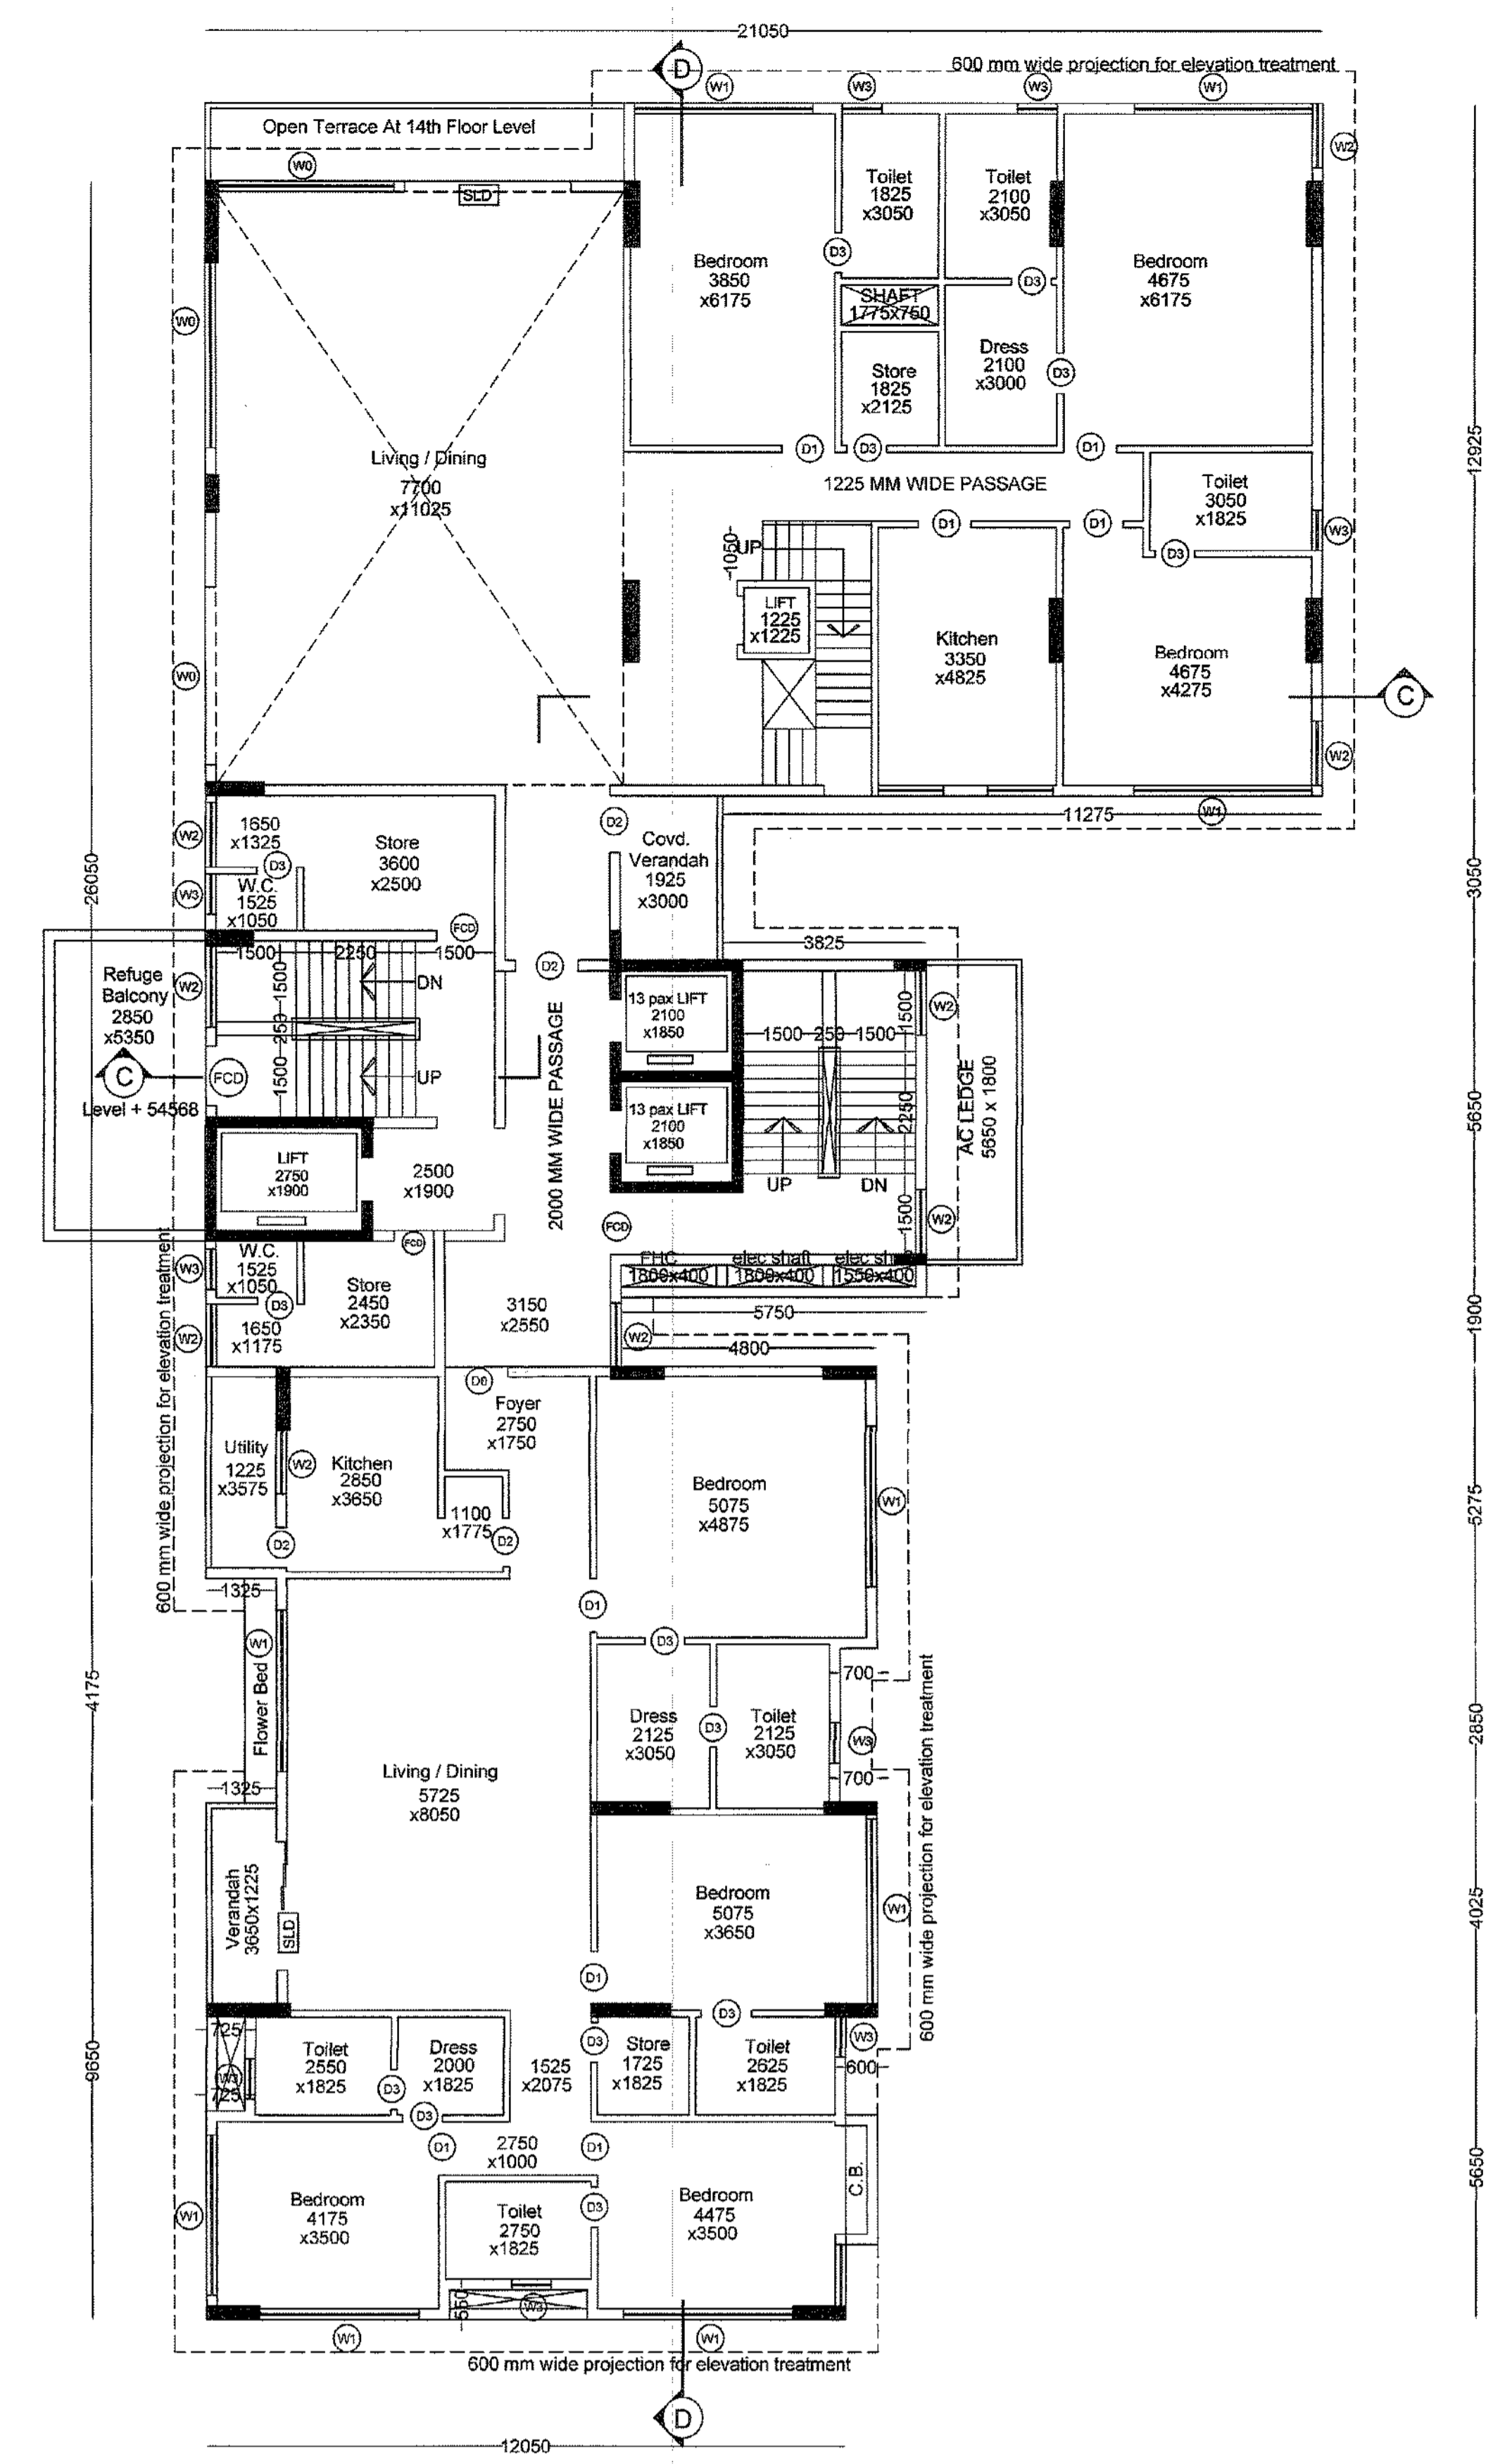 21050
D
600 mm wide projection for elevation treatment
W1
W3
W3
W1
Open Terrace At 14th Floor Level
W0
SLD
W2
Toilet
1825
x3050
Toilet
2100
x3050
Bedroom
3850
x6175
D3
Bedroom
4675
x6175
D3
SHAFT
1775x750
W0
Dress
2100
x3000
Store
1825
x2125
D3
Living / Dining
7700
x11025
D1
D3
D1
12925
1225 MM WIDE PASSAGE
Toilet
3050
x1825
D1
D1
W3
D3
1050
UP
LIFT
1225
x1225
Kitchen
3350
x4825
Bedroom
4675
x4275
W0
C
W2
11275
W1
D2
1650
x1325
W2
D3
Store
3600
x2500
Covd.
Verandah
1925
x3000
26050
3050
W3
W.C.
1525
x1050
FCD
3825
1500
2250
1500
D2
Refuge
Balcony
2850
x5350
W2
1500
DN
13 pax LIFT
2100
x1850
1500
W2
250
1500
250
1500
2000 MM WIDE PASSAGE
C
FCD
1500
UP
Level + 54568
13 pax LIFT
2100
x1850
2250
AC LEDGE
5650 x 1800
5650
LIFT
2750
x1900
2500
x1900
UP
DN
1500
W2
FCD
FCD
W3
W.C.
1525
x1050
FHC
1800x400
elec shaft
1800x400
elec sh
1550x400
Store
2450
x2350
D3
3150
x2550
5750
1900
1650
x1175
W2
W2
4800
600 mm wide projection for elevation treatment
D6
Foyer
2750
x1750
Utility
1225
x3575
W2
Kitchen
2850
x3650
Bedroom
5075
x4875
W1
5275
1100
x1775
D2
D2
1325
D1
W1
D3
Flower Bed
4175
700
Dress
2125
x3050
D3
Toilet
2125
x3050
W3
2850
700
1325
Living / Dining
5725
x8050
600 mm wide projection for elevation treatment
Verandah
3650x1225
SLD
Bedroom
5075
x3650
W1
4025
D1
D3
725
Toilet
2550
x1825
Dress
2000
x1825
1525
x2075
D3
Store
1725
x1825
Toilet
2625
x1825
W3
600
9650
W3
725
D3
D3
D1
2750
x1000
D1
C.B.
5650
Bedroom
4175
x3500
W1
Toilet
2750
x1825
D3
Bedroom
4475
x3500
550
W3
W1
W1
600 mm wide projection for elevation treatment
D
12050